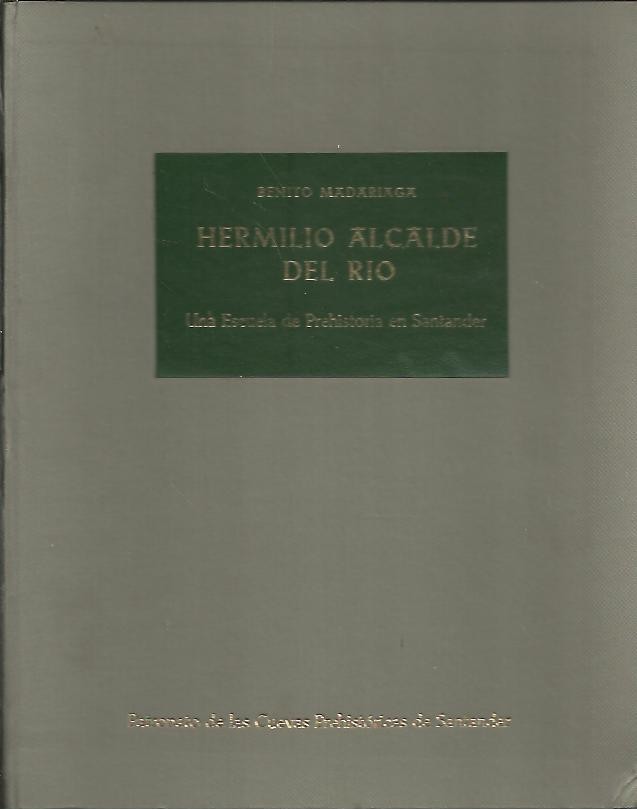 BENITO MADARIAGA
HERMILIO ALCALDE
DEL RIO
Una Escuela de Prehistoria en Santander
Patronato de las Cuevas Prehistóricas de Santander